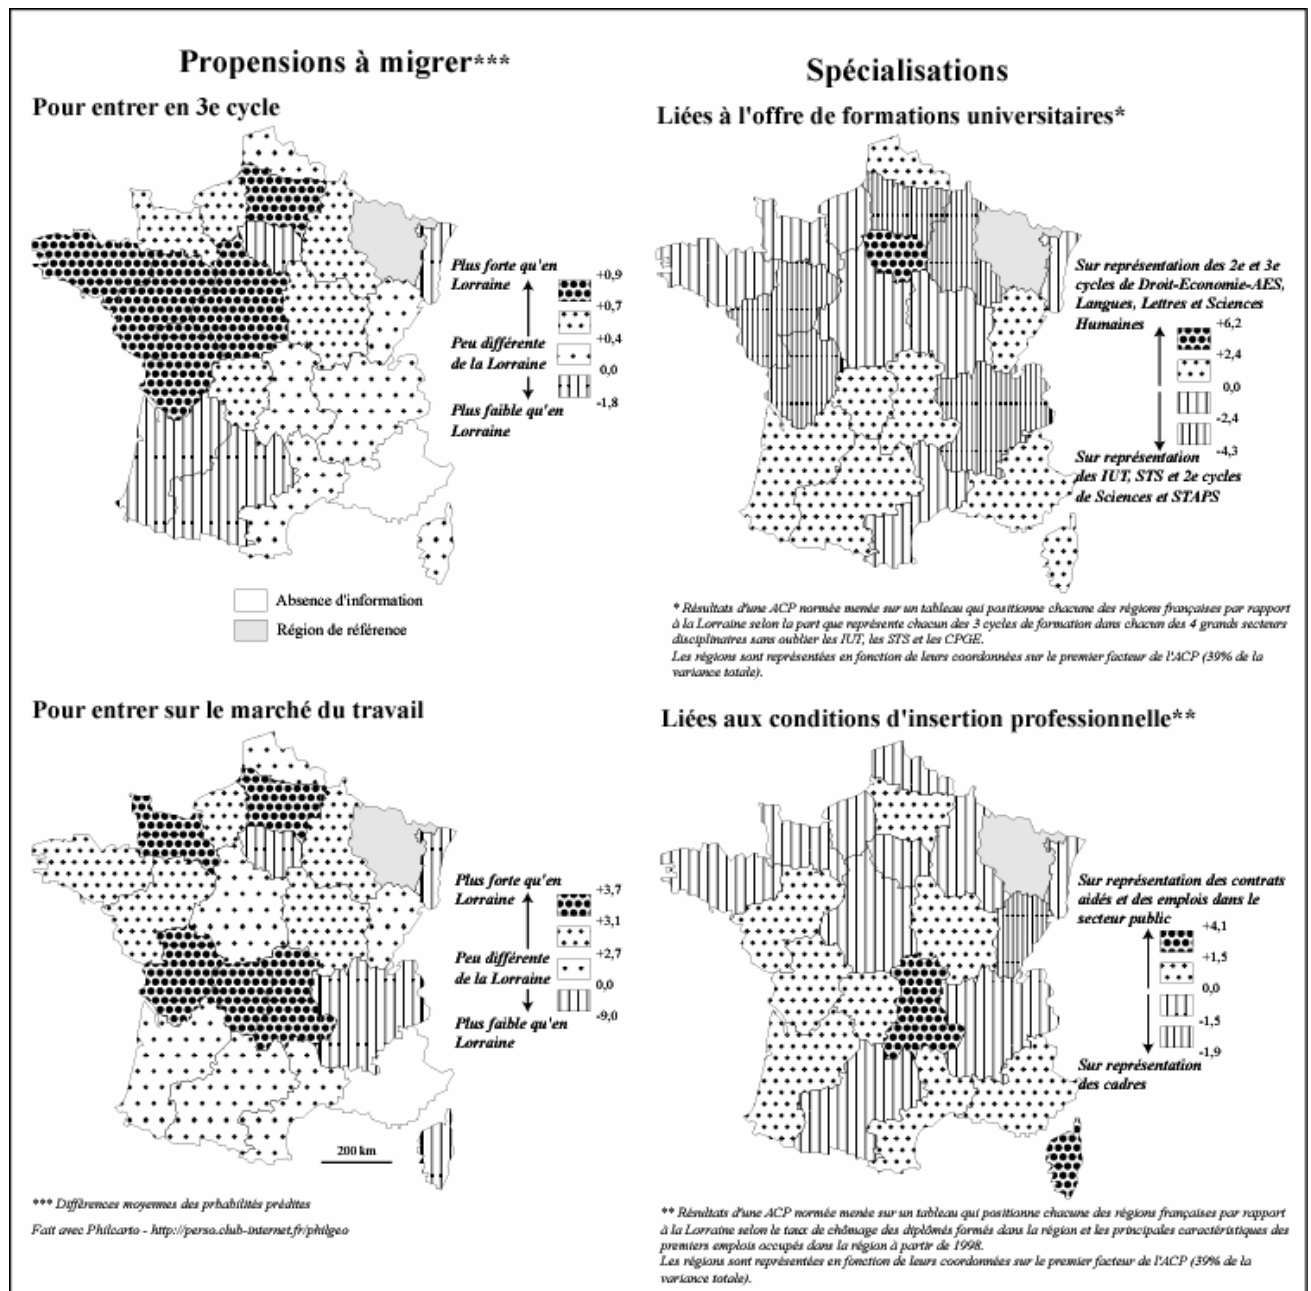 Propensions à migrer***
Pour entrer en 3e cycle
Plus forte qu'en
Lorraine
Peu différente
de la Lorraine
Plus faible qu'en
Lorraine
+0,9
+0,7
+0,4
0,0
-1,8
Absence d'information
Région de référence
Spécialisations
Liées à l'offre de formations universitaires*
Sur représentation des 2e et 3e
cycles de Droit-Economie-AES,
Langues, Lettres et Sciences
Humaines
+6,2
+2,4
0,0
-2,4
-4,3
Sur représentation
des IUT, STS et 2e cycles
de Sciences et STAPS
* Résultats d'une ACP normée menée sur un tableau qui positionne chacune des régions françaises par rapport
à la Lorraine selon la part que représente chacun des 3 cycles de formation dans chacun des 4 grands secteurs
disciplinaires sans oublier les IUT, les STS et les CPGE.
Les régions sont représentées en fonction de leurs coordonnées sur le premier facteur de l'ACP (39% de la
variance totale).
Pour entrer sur le marché du travail
Plus forte qu'en
Lorraine
Peu différente
de la Lorraine
Plus faible qu'en
Lorraine
+3,7
+3,1
+2,7
0,0
-9,0
200 km
*** Différences moyennes des prbabilités prédites
Fait avec Philcarto - http://perso.club-internet.fr/philgeo
Liées aux conditions d'insertion professionnelle**
Sur représentation des contrats
aidés et des emplois dans le
secteur public
+4,1
+1,5
0,0
-1,5
-1,9
Sur représentation
des cadres
** Résultats d'une ACP normée menée sur un tableau qui positionne chacune des régions françaises par rapport
à la Lorraine selon le taux de chômage des diplômés formés dans la région et les principales caractéristiques des
premiers emplois occupés dans la région à partir de 1998.
Les régions sont représentées en fonction de leurs coordonnées sur le premier facteur de l'ACP (39% de la
variance totale).